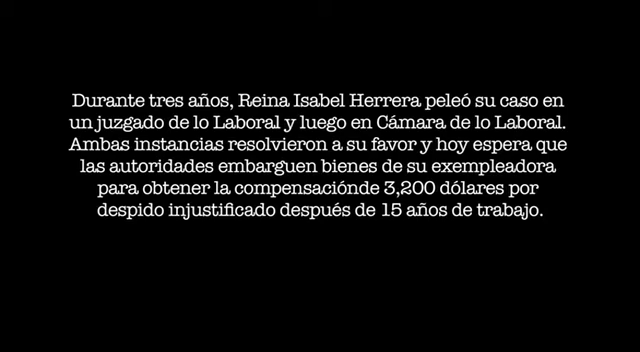 Durante tres años, Reina Isabel Herrera peleó su caso en
un juzgado de lo Laboral y luego en Cámara de lo Laboral.
Ambas instancias resolvieron a su favor y hoy espera que
las autoridades embarguen bienes de su exempleadora
para obtener la compensaciónde 3,200 dólares por
despido injustificado después de 15 años de trabajo.